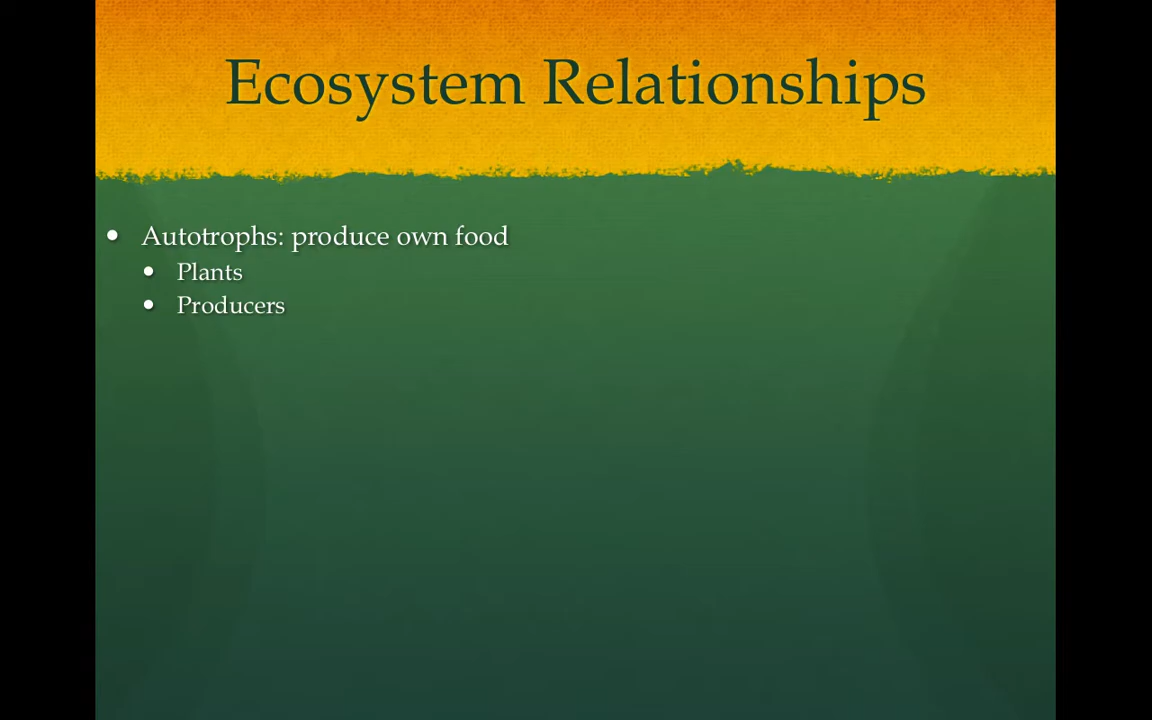 Ecosystem Relationships
• Autotrophs: produce own food
• Plants
• Producers